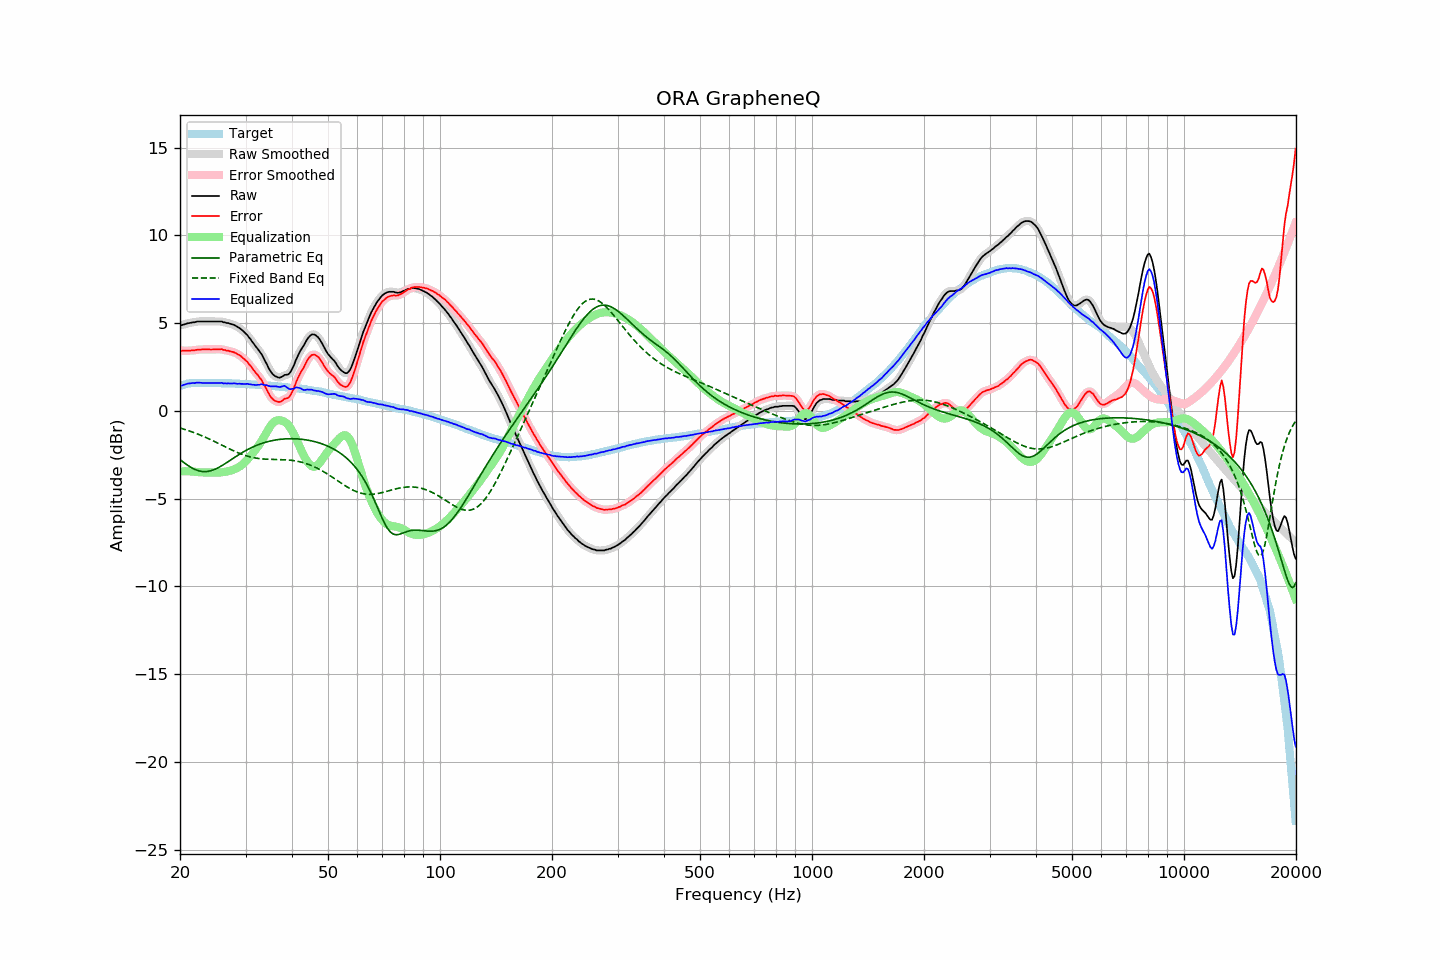 ORA GrapheneQ
Target
Raw Smoothed
Error Smoothed
Raw
Error
Equalization
Parametric Eq
Fixed Band Eq
Equalized
15
10
5
0
−5
−10
−15
−20
−25
Amplitude (dBr)
20
50
100
200
500
1000
2000
5000
10000
20000
Frequency (Hz)